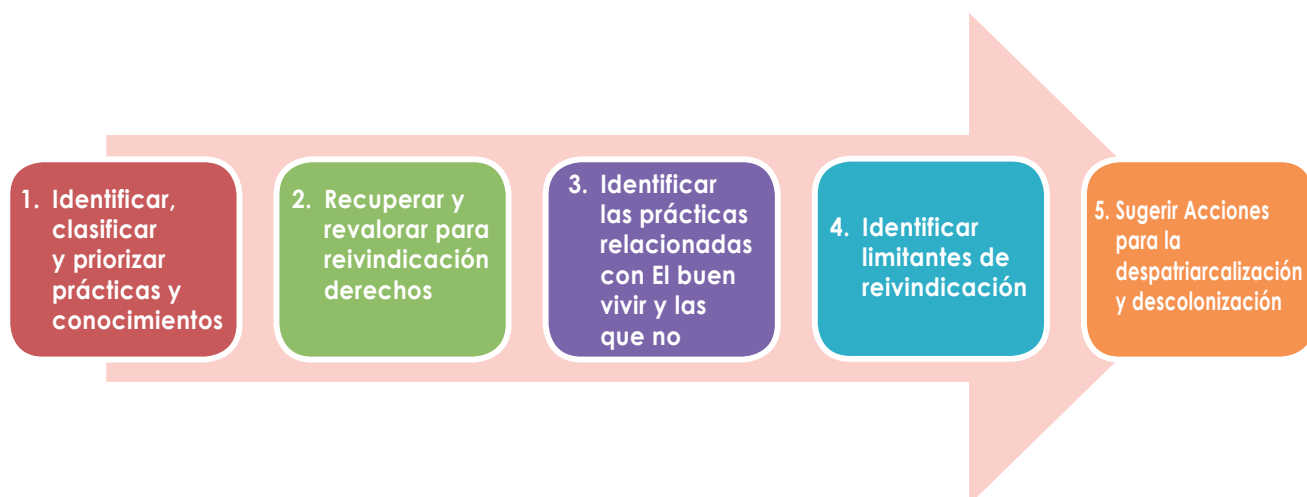 1. Identificar,
clasificar
y priorizar
prácticas y
conocimientos
2. Recuperar y
revalorar para
reivindicación
derechos
3. Identificar
las prácticas
relacionadas
con El buen
vivir y las
que no
4. Identificar
limitantes de
reivindicación
5. Sugerir Acciones
para la
despatriarcalización
y descolonización